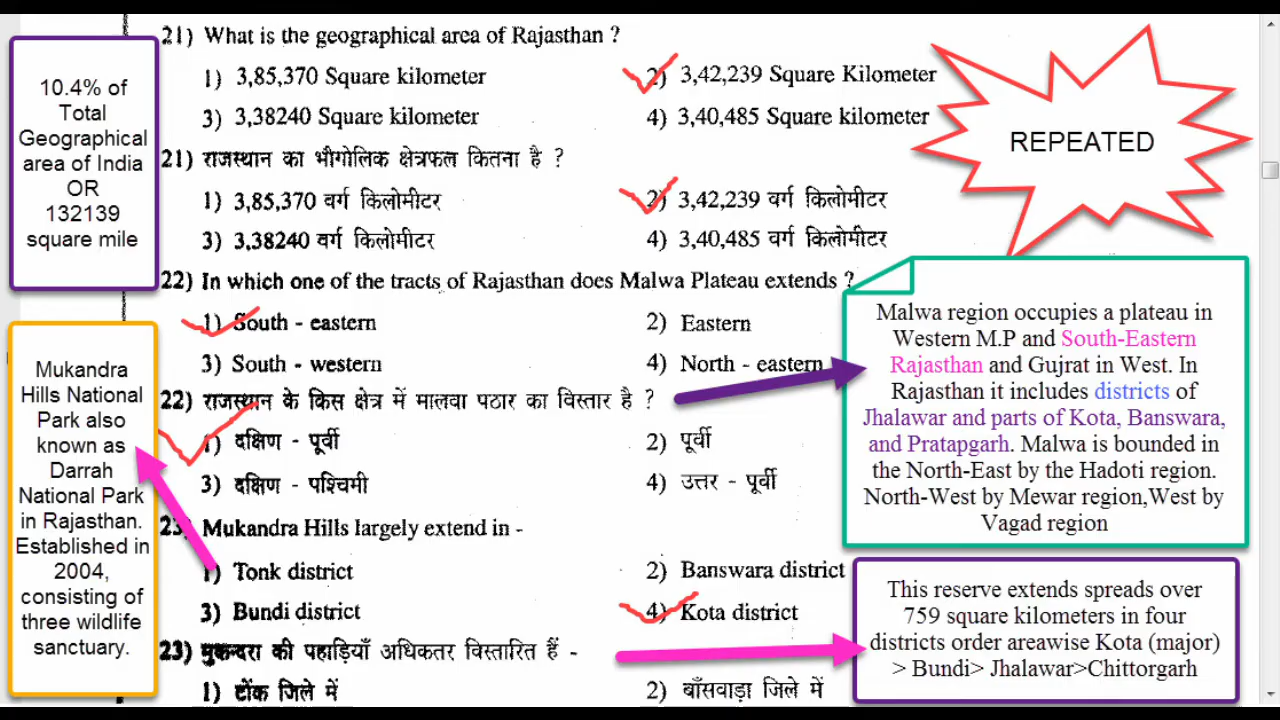 21) What is the geographical area of Rajasthan ?
1) 3,85,370 Square kilometer
2) 3,42,239 Square Kilometer
3) 3,38240 Square kilometer
4) 3,40,485 Square kilometer
21) राजस्थान का भौगोलिक क्षेत्रफल कितना है ?
1) 3,85,370 वर्ग किलोमीटर
2) 3,42,239 वर्ग किलोमीटर
3) 3,38240 वर्ग किलोमीटर
4) 3,40,485 वर्ग किलोमीटर
22) In which one of the tracts of Rajasthan does Malwa Plateau extends ?
1) South - eastern
2) Eastern
3) South - western
4) North - eastern
22) राजस्थान के किस क्षेत्र में मालवा पठार का विस्तार है ?
1) दक्षिण - पूर्वी
2) पूर्वी
3) दक्षिण - पश्चिमी
4) उत्तर - पूर्वी
23) Mukandra Hills largely extend in -
1) Tonk district
2) Banswara district
3) Bundi district
4) Kota district
23) मुकन्दरा की पहाड़ियाँ अधिकतर विस्तारित हैं -
1) टोंक जिले में
2) बाँसवाड़ा जिले में
10.4% of
Total
Geographical
area of India
OR
132139
square mile
Mukandra
Hills National
Park also
known as
Darrah
National Park
in Rajasthan.
Established in
2004,
consisting of
three wildlife
sanctuary.
REPEATED
Malwa region occupies a plateau in
Western M.P and South-Eastern
Rajasthan and Gujrat in West. In
Rajasthan it includes districts of
Jhalawar and parts of Kota, Banswara,
and Pratapgarh. Malwa is bounded in
the North-East by the Hadoti region.
North-West by Mewar region,West by
Vagad region
This reserve extends spreads over
759 square kilometers in four
districts order areawise Kota (major)
> Bundi> Jhalawar>Chittorgarh